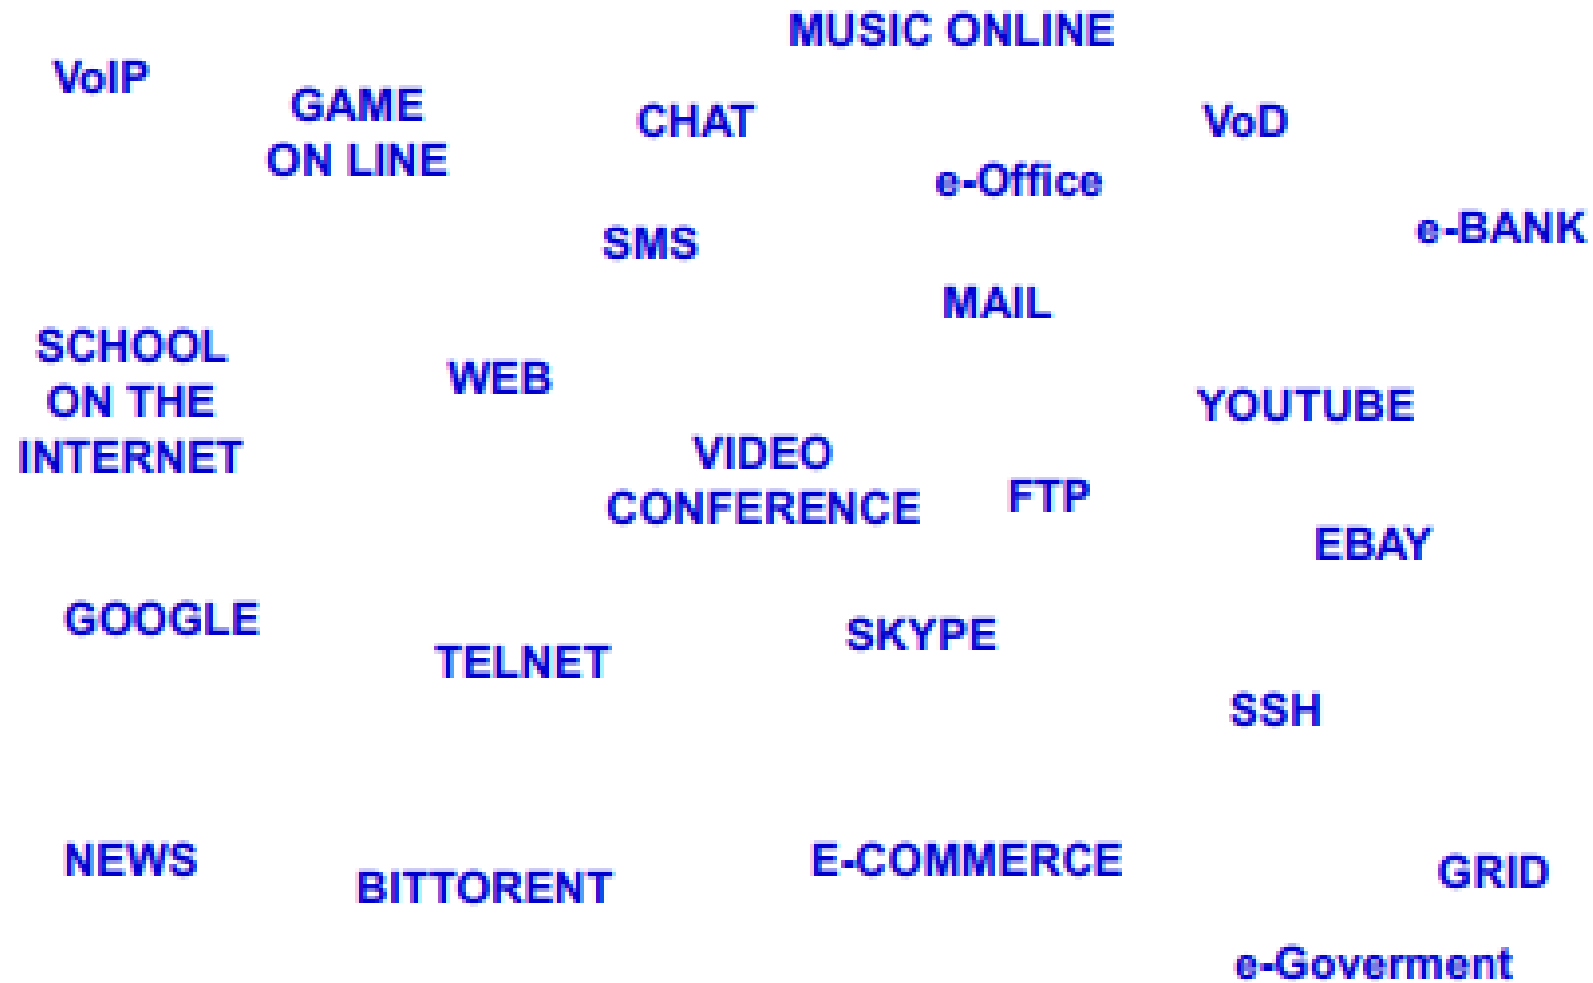 MUSIC ONLINE
VoIP
GAME
ON LINE
CHAT
VoD
e-Office
e-BANK
SMS
MAIL
SCHOOL
ON THE
INTERNET
WEB
YOUTUBE
VIDEO
CONFERENCE
FTP
EBAY
GOOGLE
TELNET
SKYPE
SSH
NEWS
BITTORENT
E-COMMERCE
GRID
e-Goverment